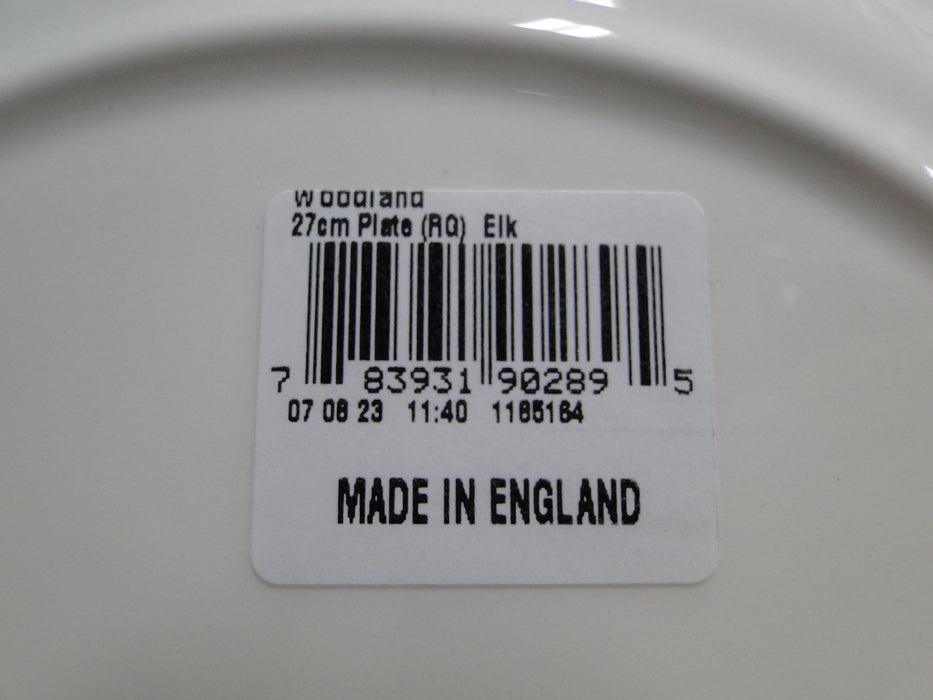 Woodland
27cm Plate (RQ) Elk
7 83931 90289 5
07 08 23 11:40 1165164
MADE IN ENGLAND